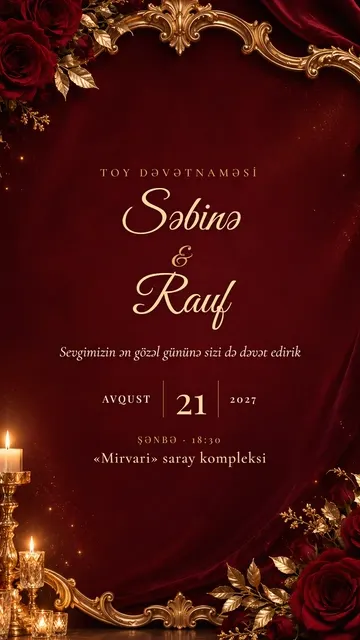 TOY DƏVƏTNAMƏSİ
Səbinə
&
Rauf
Sevgimizin ən gözəl gününə sizi də dəvət edirik
AVQUST 21 2027
ŞƏNBƏ - 18:30
«Mirvari» saray kompleksi